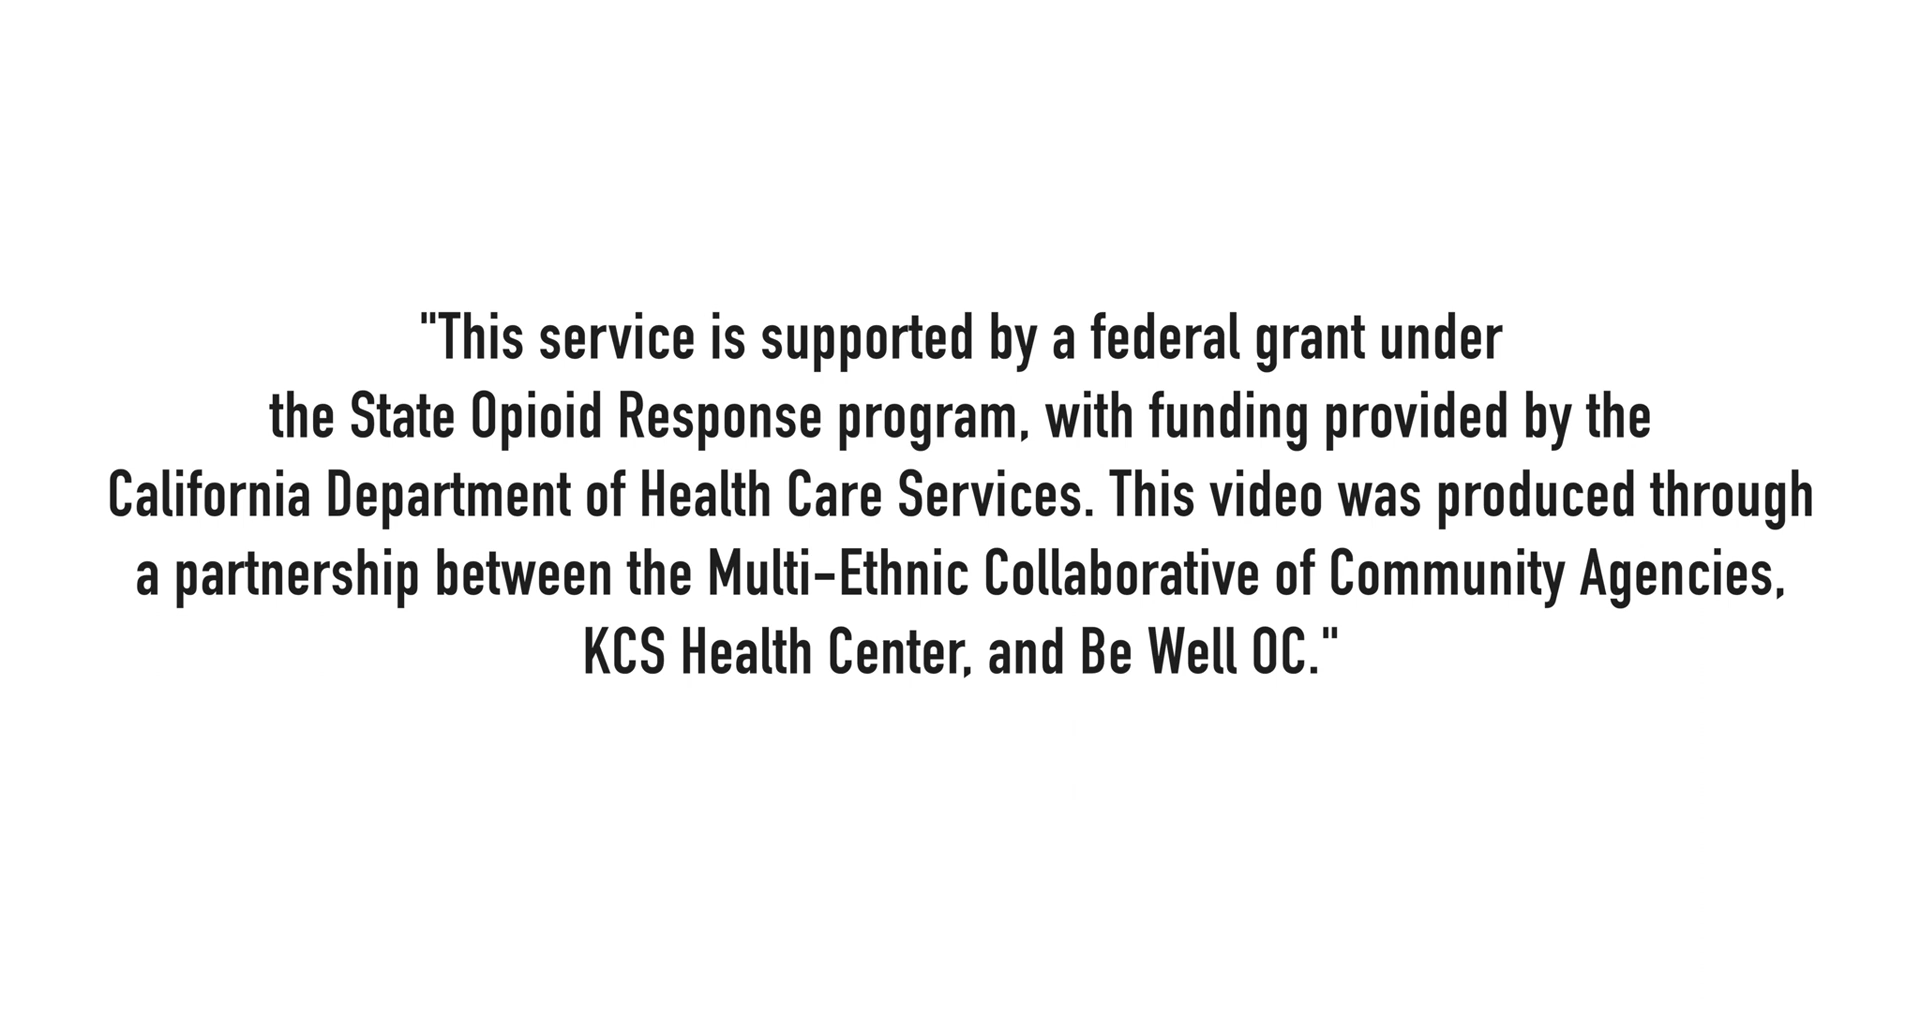 "This service is supported by a federal grant under
the State Opioid Response program, with funding provided by the
California Department of Health Care Services. This video was produced through
a partnership between the Multi-Ethnic Collaborative of Community Agencies,
KCS Health Center, and Be Well OC."